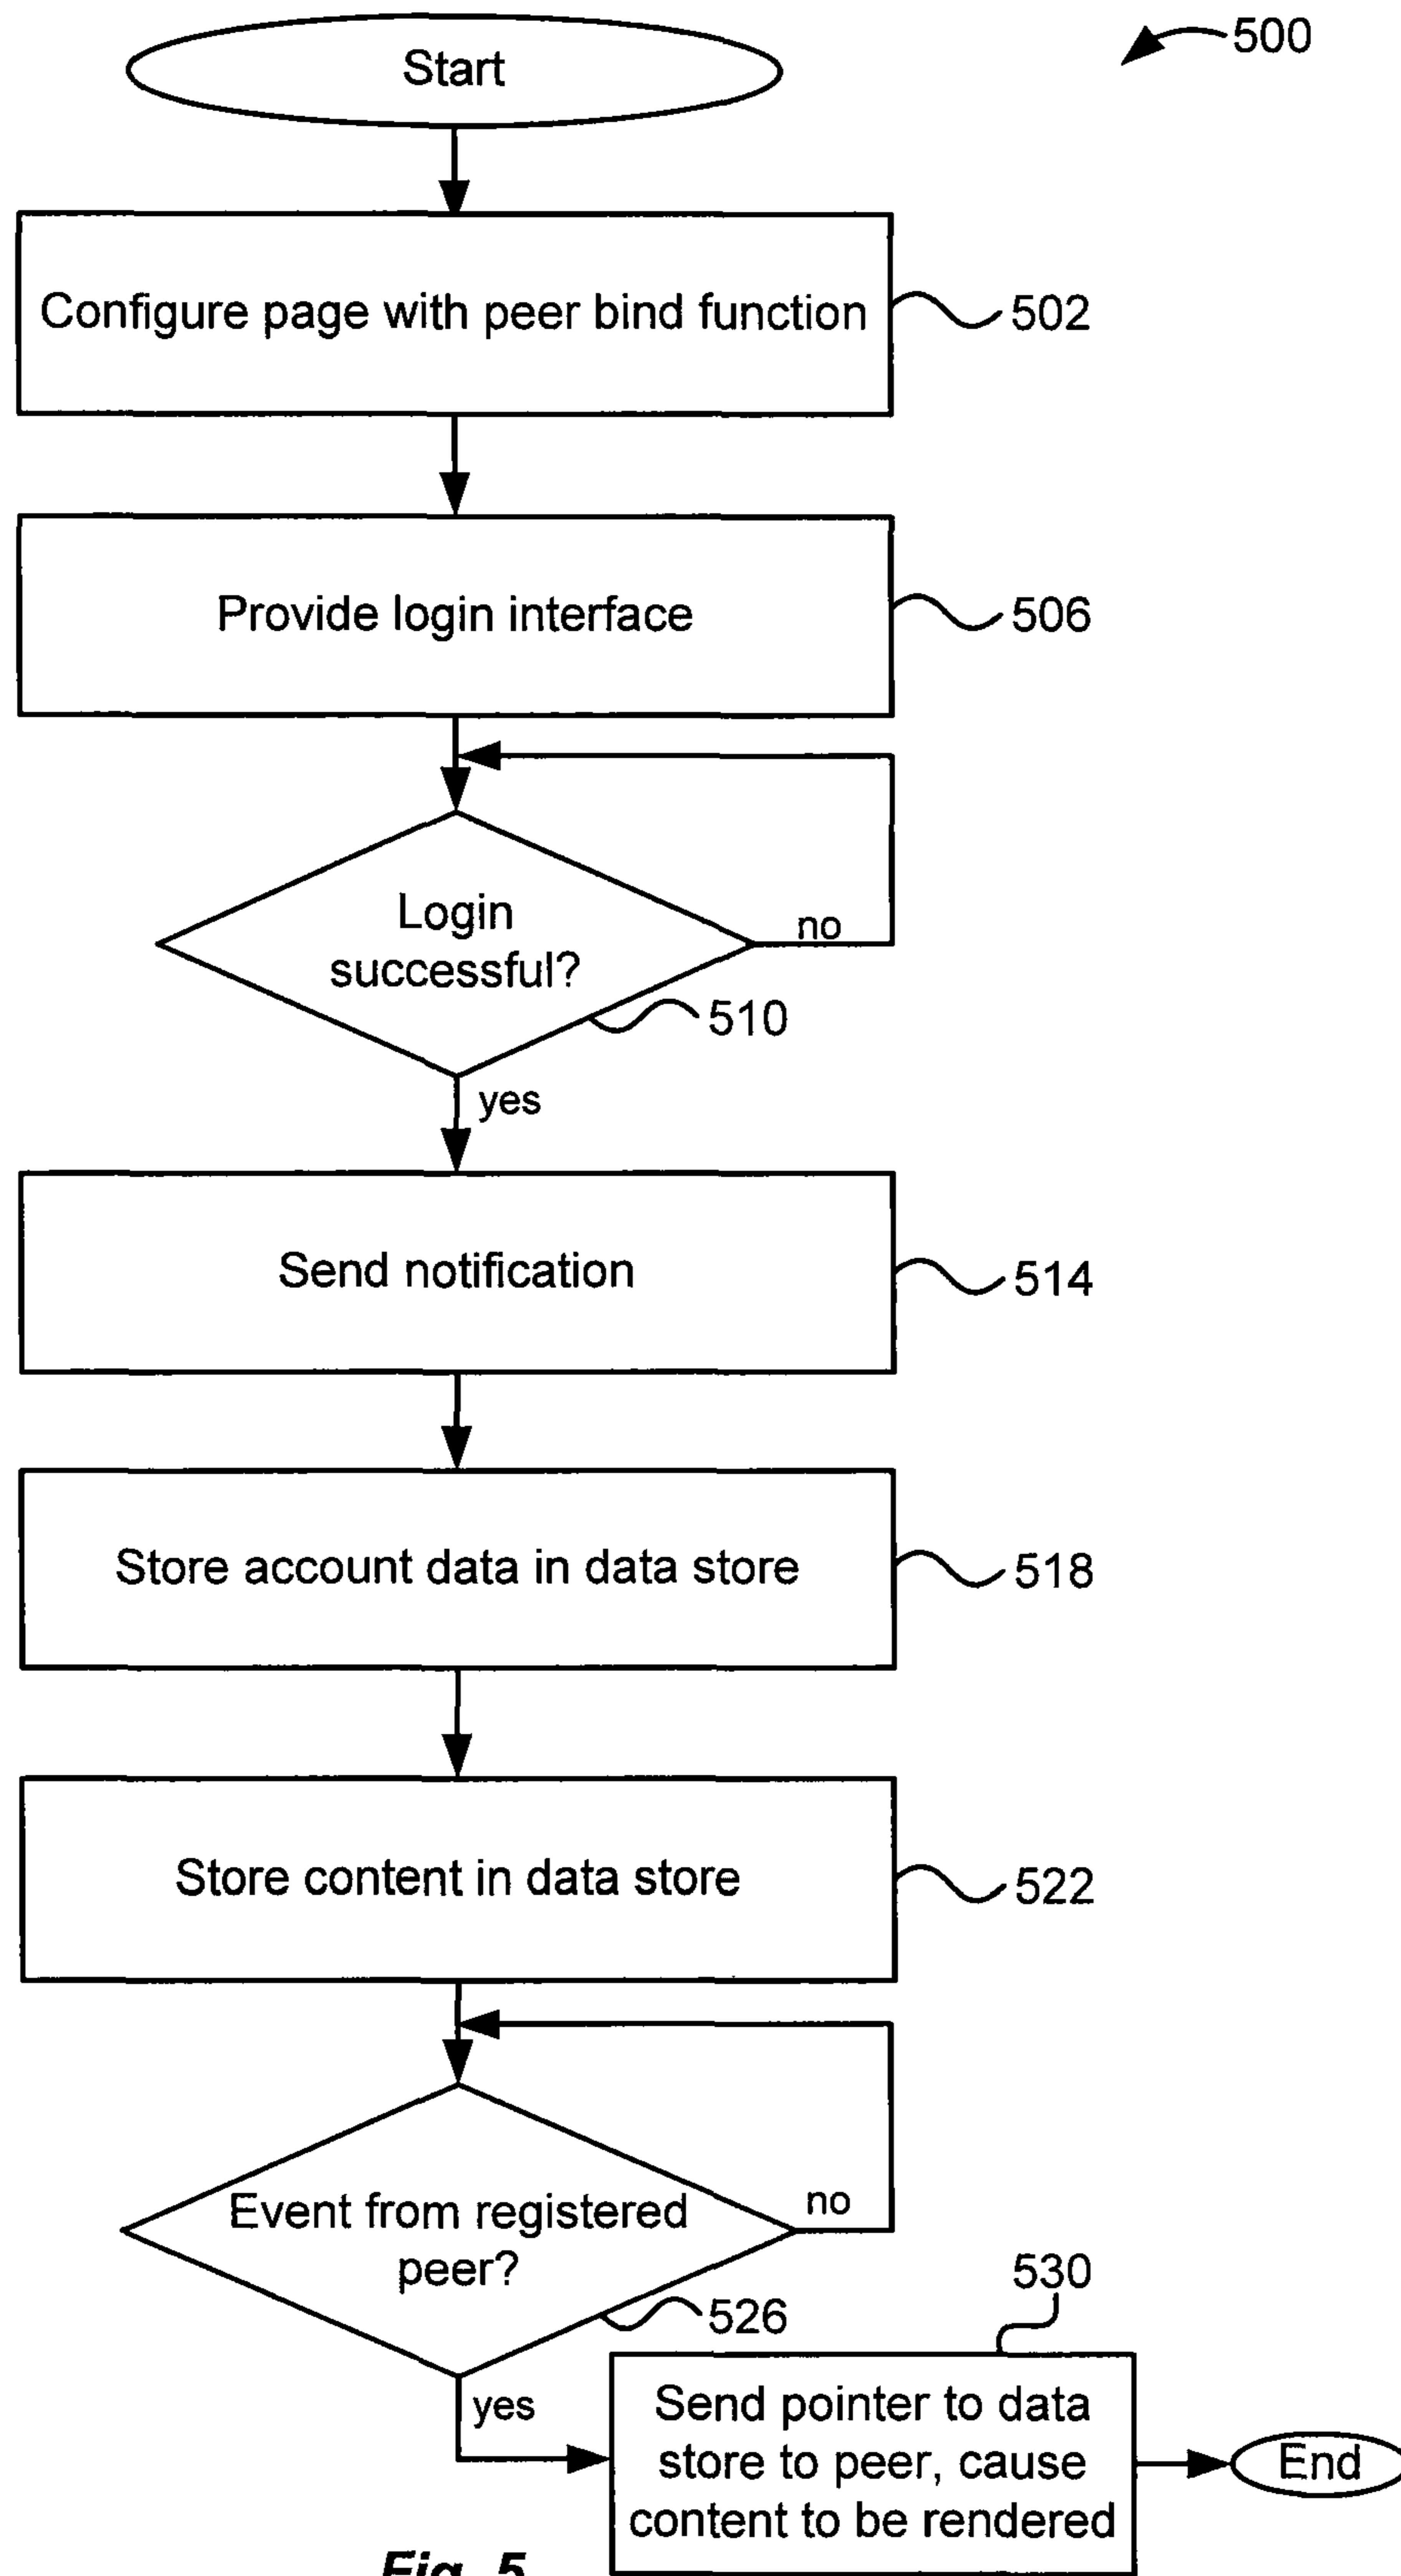 Start
500
Configure page with peer bind function
502
Provide login interface
506
Login
successful?
no
510
yes
Send notification
514
Store account data in data store
518
Store content in data store
522
Event from registered
peer?
no
526
530
yes
Send pointer to data
store to peer, cause
content to be rendered
End
Fig. 5